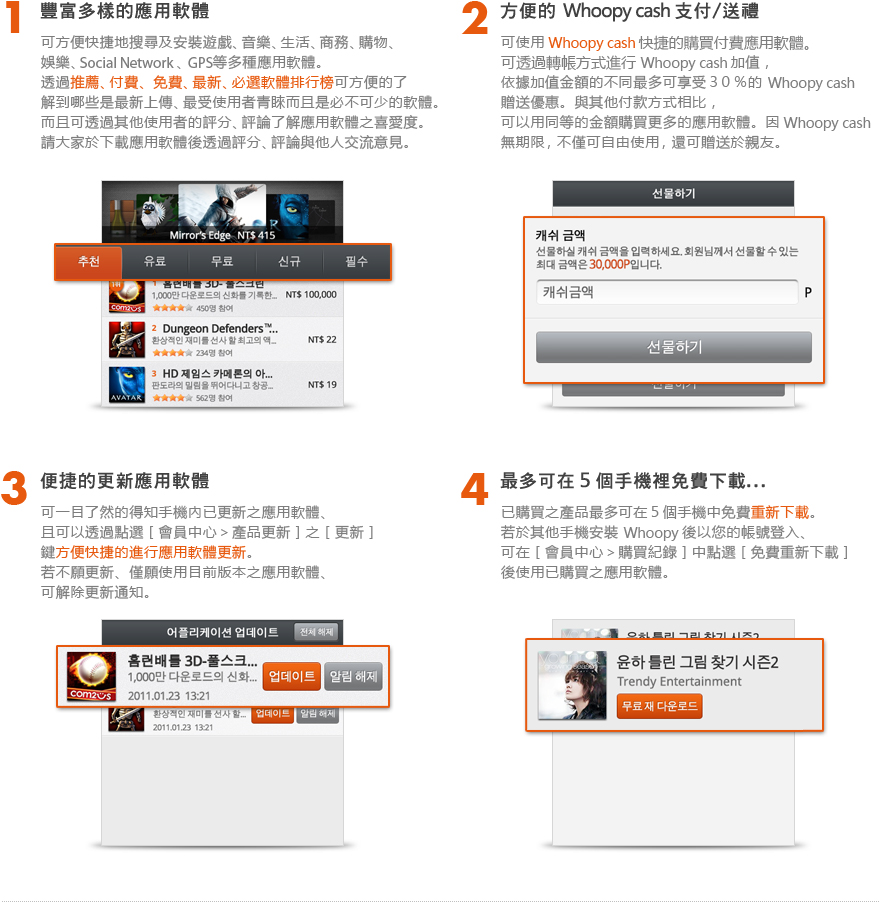 1 豐富多樣的應用軟體
可方便快捷地搜尋及安裝遊戲、音樂、生活、商務、購物、
娛樂、Social Network、GPS等多種應用軟體。
透過推薦、付費、免費、最新、必選軟體排行榜可方便的了
解到哪些是最新上傳、最受使用者青睞而且是必不可少的軟體。
而且可透過其他使用者的評分、評論了解應用軟體之喜愛度。
請大家於下載應用軟體後透過評分、評論與他人交流意見。
Mirror's Edge NT$ 415
추천 유료 무료 신규 필수
1 홈런배틀 3D- 풀스크린
1,000만 다운로드의 신화를 기록한... NT$ 100,000
450명 참여
com2us
2 Dungeon Defenders™...
환상적인 재미를 선사 할 최고의 액... NT$ 22
234명 참여
3 HD 제임스 카메론의 아...
판도라의 밀림을 뛰어다니고 창공... NT$ 19
562명 참여
AVATAR
2 方便的 Whoopy cash 支付/送禮
可使用 Whoopy cash 快捷的購買付費應用軟體。
可透過轉帳方式進行 Whoopy cash 加值，
依據加值金額的不同最多可享受３０％的 Whoopy cash
贈送優惠。與其他付款方式相比，
可以用同等的金額購買更多的應用軟體。因 Whoopy cash
無期限，不僅可自由使用，還可贈送於親友。
선물하기
캐쉬 금액
선물하실 캐쉬 금액을 입력하세요. 회원님께서 선물할 수 있는
최대 금액은 30,000P입니다.
캐쉬금액 P
선물하기
선물하기
3 便捷的更新應用軟體
可一目了然的得知手機內已更新之應用軟體、
且可以透過點選［會員中心＞產品更新］之［更新］
鍵方便快捷的進行應用軟體更新。
若不願更新、僅願使用目前版本之應用軟體、
可解除更新通知。
어플리케이션 업데이트 전체 해제
홈런배틀 3D-풀스크...
1,000만 다운로드의 신화... 업데이트 알림 해제
2011.01.23 13:21
com2us
환상적인 재미를 선사 할... 업데이트 알림 해제
2011.01.23 13:21
4 最多可在 5 個手機裡免費下載...
已購買之產品最多可在 5 個手機中免費重新下載。
若於其他手機安裝 Whoopy 後以您的帳號登入、
可在［會員中心＞購買紀錄］中點選［免費重新下載］
後使用已購買之應用軟體。
윤하 틀린 그림 찾기 시즌2
윤하 틀린 그림 찾기 시즌2
Trendy Entertainment
무료 재 다운로드